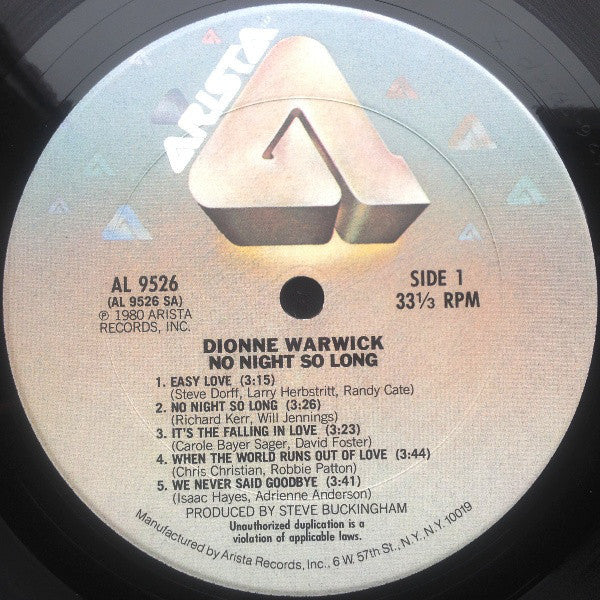 ARISTA
AL 9526
(AL 9526 SA)
℗ 1980 ARISTA
RECORDS, INC.
SIDE 1
33⅓ RPM
DIONNE WARWICK
NO NIGHT SO LONG
1. EASY LOVE (3:15)
(Steve Dorff, Larry Herbstritt, Randy Cate)
2. NO NIGHT SO LONG (3:26)
(Richard Kerr, Will Jennings)
3. IT'S THE FALLING IN LOVE (3:23)
(Carole Bayer Sager, David Foster)
4. WHEN THE WORLD RUNS OUT OF LOVE (3:44)
(Chris Christian, Robbie Patton)
5. WE NEVER SAID GOODBYE (3:41)
(Isaac Hayes, Adrienne Anderson)
PRODUCED BY STEVE BUCKINGHAM
Unauthorized duplication is a
violation of applicable laws.
Manufactured by Arista Records, Inc., 6 W. 57th St., N.Y., N.Y. 10019